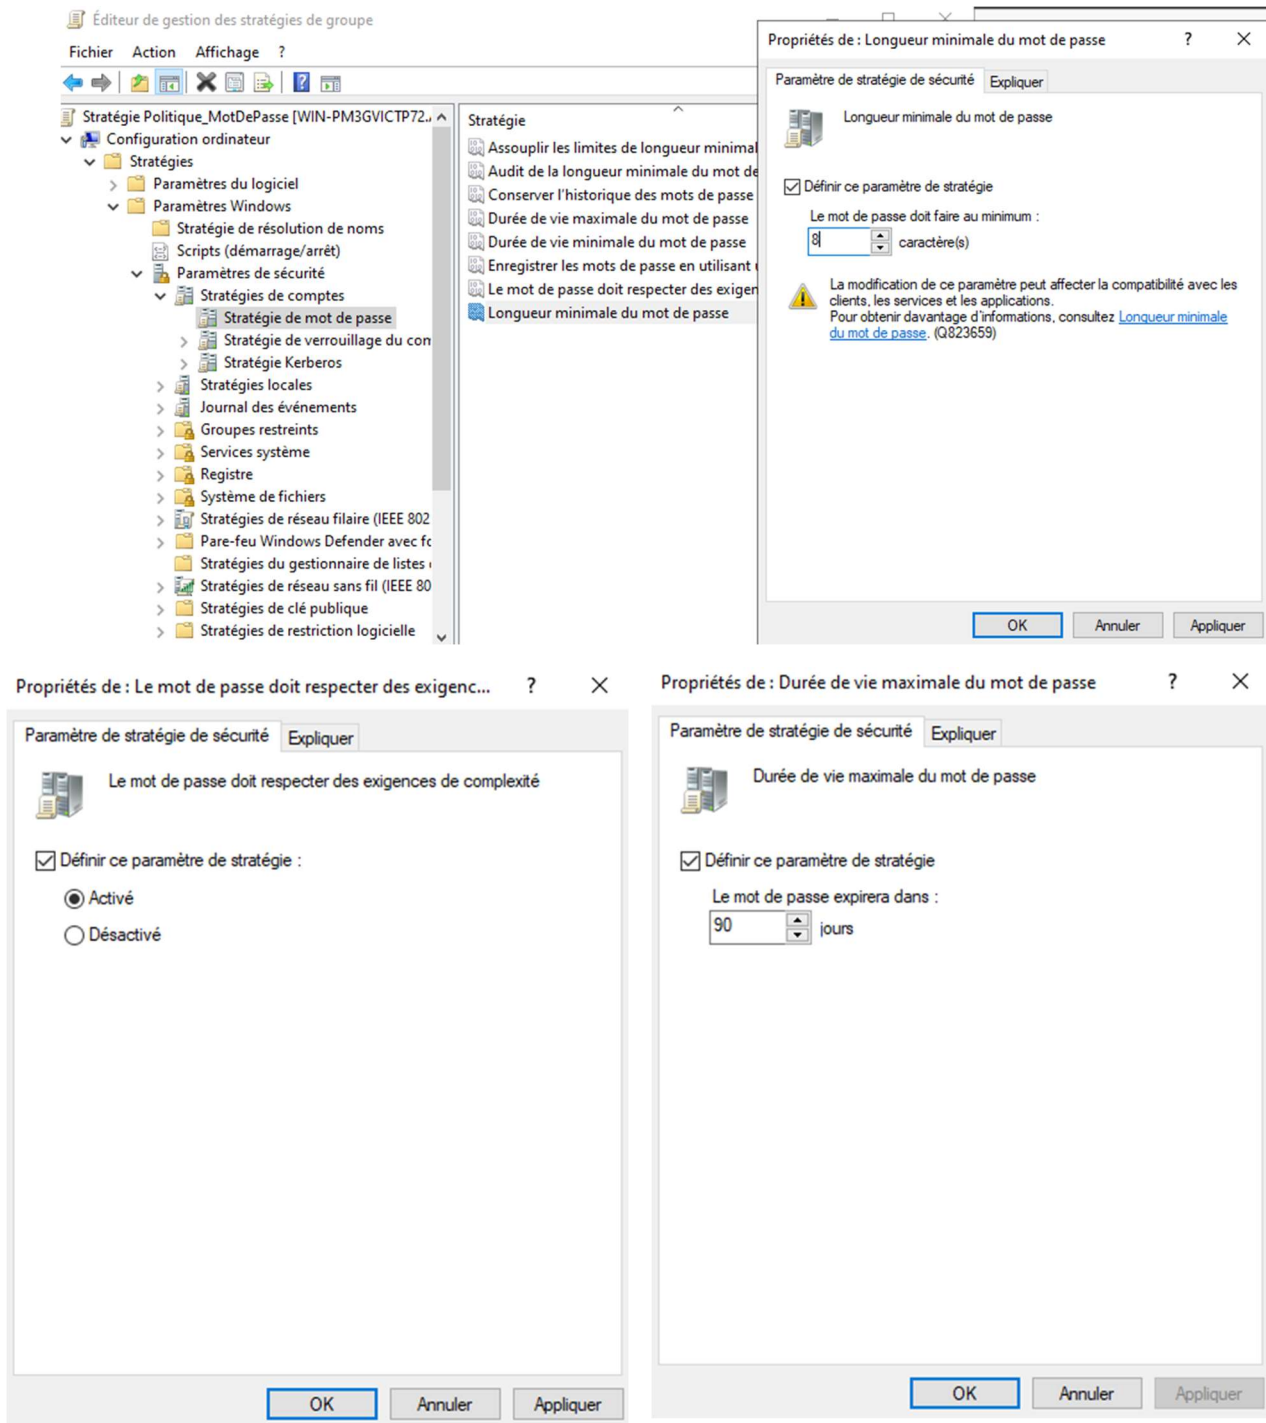 Éditeur de gestion des stratégies de groupe
Fichier Action Affichage ?
Stratégie Politique_MotDePasse [WIN-PM3GVICTP72.
Configuration ordinateur
Stratégies
Paramètres du logiciel
Paramètres Windows
Stratégie de résolution de noms
Scripts (démarrage/arrêt)
Paramètres de sécurité
Stratégies de comptes
Stratégie de mot de passe
Stratégie de verrouillage du
Stratégie Kerberos
Stratégies locales
Journal des événements
Groupes restreints
Services système
Registre
Système de fichiers
Stratégies de réseau filaire (IEEE 802
Pare-feu Windows Defender avec
Stratégies du gestionnaire de listes
Stratégies de réseau sans fil (IEEE 80
Stratégies de clé publique
Stratégies de restriction logicielle
Stratégie
Assouplir les limites de longueur minimal
Audit de la longueur minimale du mot de
Conserver l'historique des mots de passe
Durée de vie maximale du mot de passe
Durée de vie minimale du mot de passe
Enregistrer les mots de passe en utilisant
Le mot de passe doit respecter des exigen
Longueur minimale du mot de passe
Propriétés de : Longueur minimale du mot de passe ?
Paramètre de stratégie de sécurité Expliquer
Longueur minimale du mot de passe
Définir ce paramètre de stratégie
Le mot de passe doit faire au minimum :
8 caractère(s)
La modification de ce paramètre peut affecter la compatibilité avec les
clients, les services et les applications.
Pour obtenir davantage d'informations, consultez Longueur minimale
du mot de passe. (Q823659)
OK Annuler Appliquer
Propriétés de : Le mot de passe doit respecter des exigenc... ?
Paramètre de stratégie de sécurité Expliquer
Le mot de passe doit respecter des exigences de complexité
Définir ce paramètre de stratégie :
Activé
Désactivé
OK Annuler Appliquer
Propriétés de : Durée de vie maximale du mot de passe ?
Paramètre de stratégie de sécurité Expliquer
Durée de vie maximale du mot de passe
Définir ce paramètre de stratégie
Le mot de passe expirera dans :
90 jours
OK Annuler Appliquer